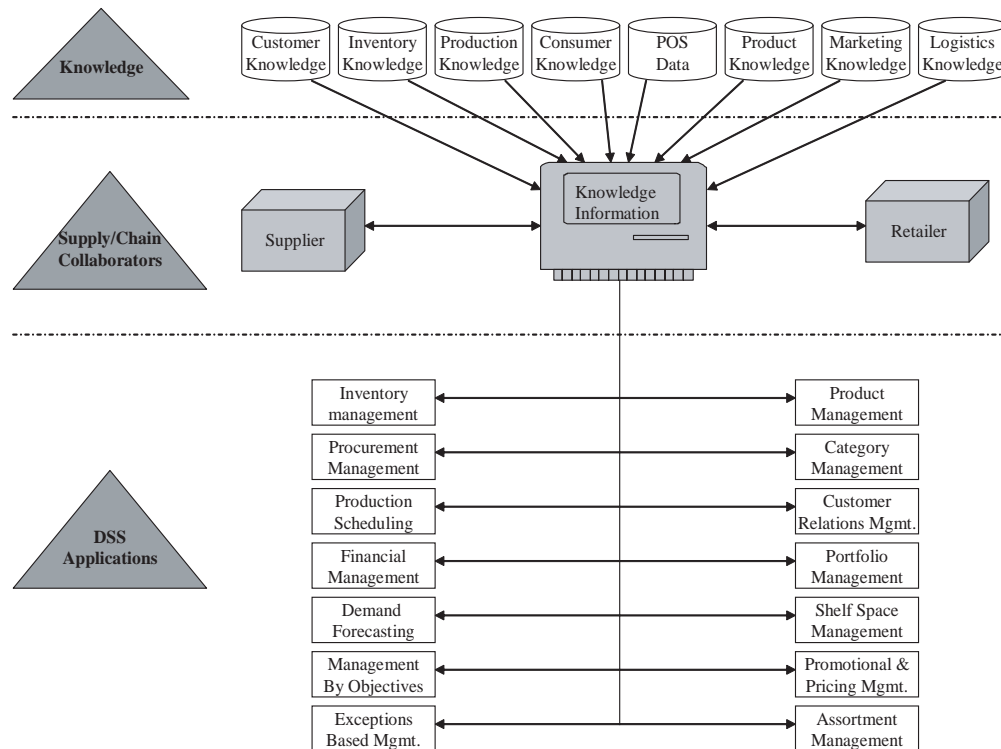 Knowledge
Customer
Knowledge
Inventory
Knowledge
Production
Knowledge
Consumer
Knowledge
POS
Data
Product
Knowledge
Marketing
Knowledge
Logistics
Knowledge
Supply/Chain
Collaborators
Supplier
Knowledge
Information
Retailer
DSS
Applications
Inventory
management
Product
Management
Procurement
Management
Category
Management
Production
Scheduling
Customer
Relations Mgmt.
Financial
Management
Portfolio
Management
Demand
Forecasting
Shelf Space
Management
Management
By Objectives
Promotional &
Pricing Mgmt.
Exceptions
Based Mgmt.
Assortment
Management